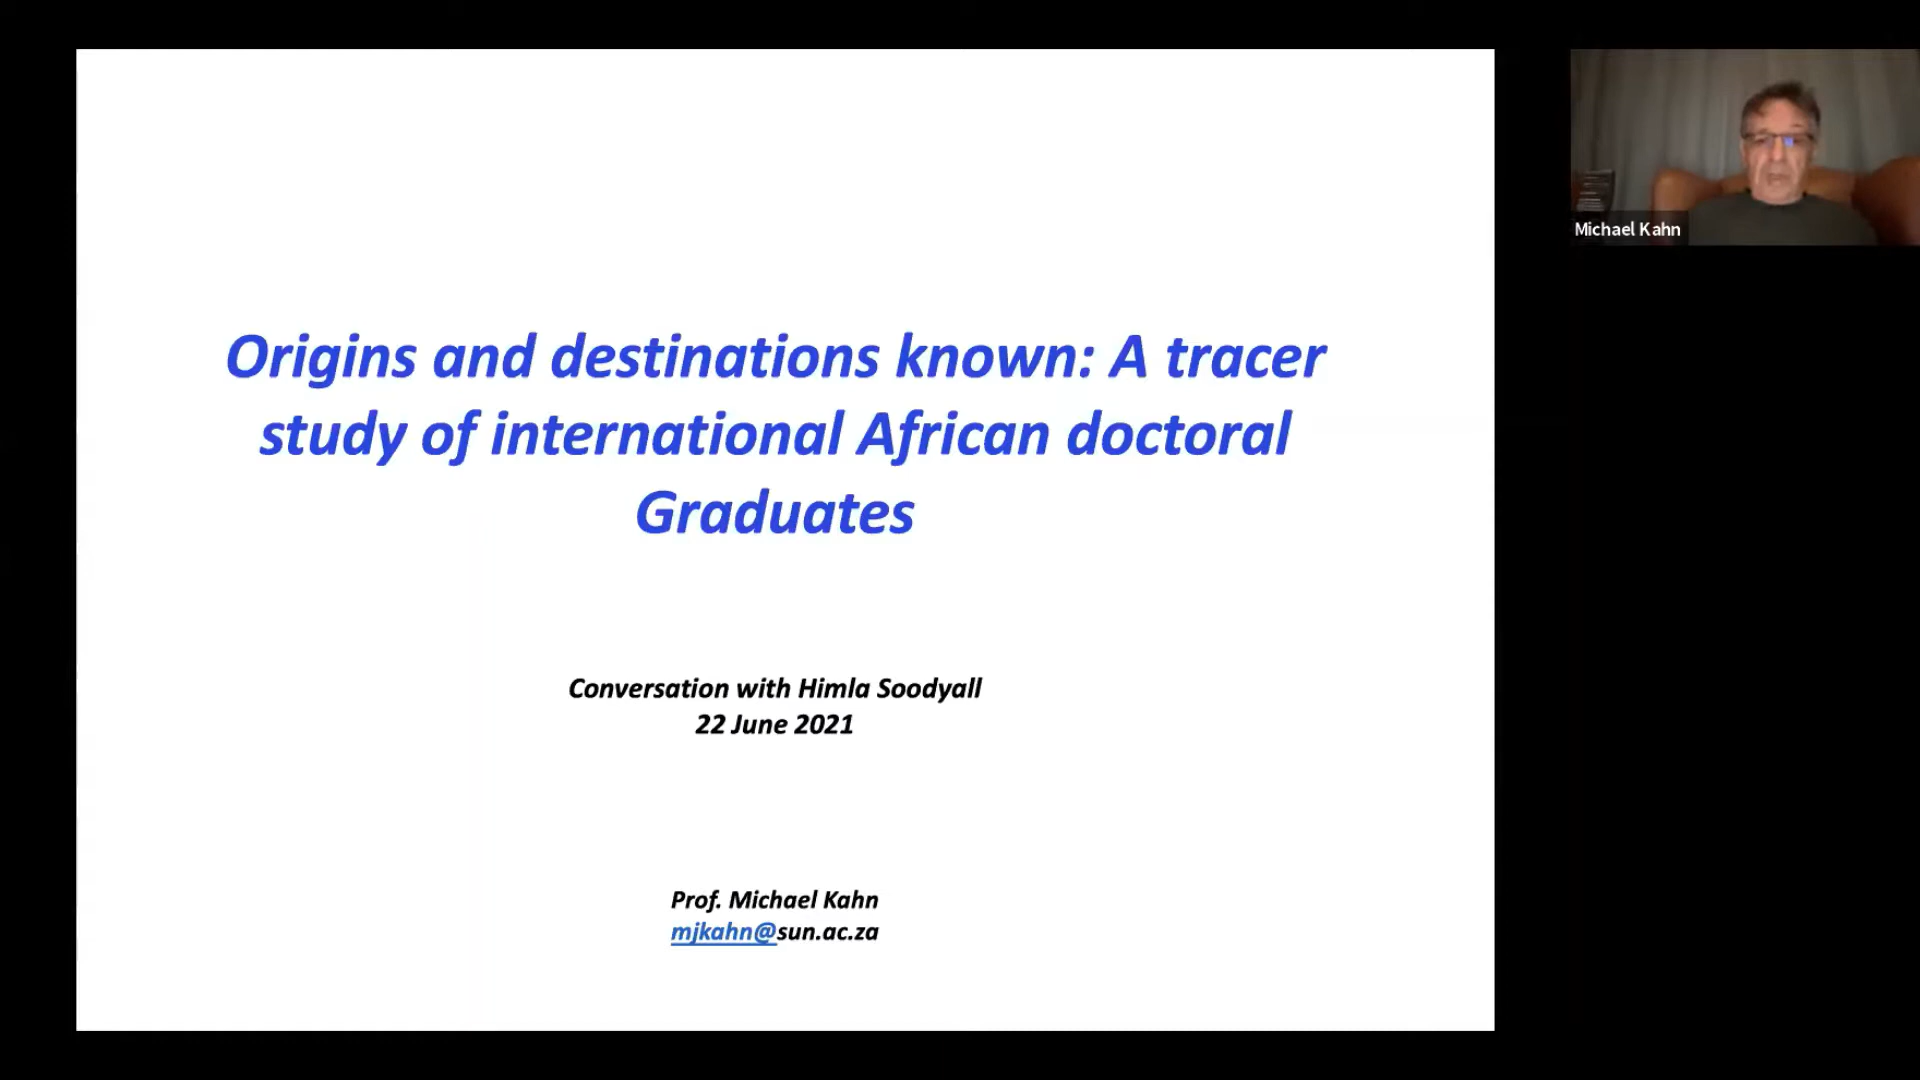 Origins and destinations known: A tracer
study of international African doctoral
Graduates
Conversation with Himla Soodyall
22 June 2021
Prof. Michael Kahn
mjkahn@sun.ac.za
Michael Kahn